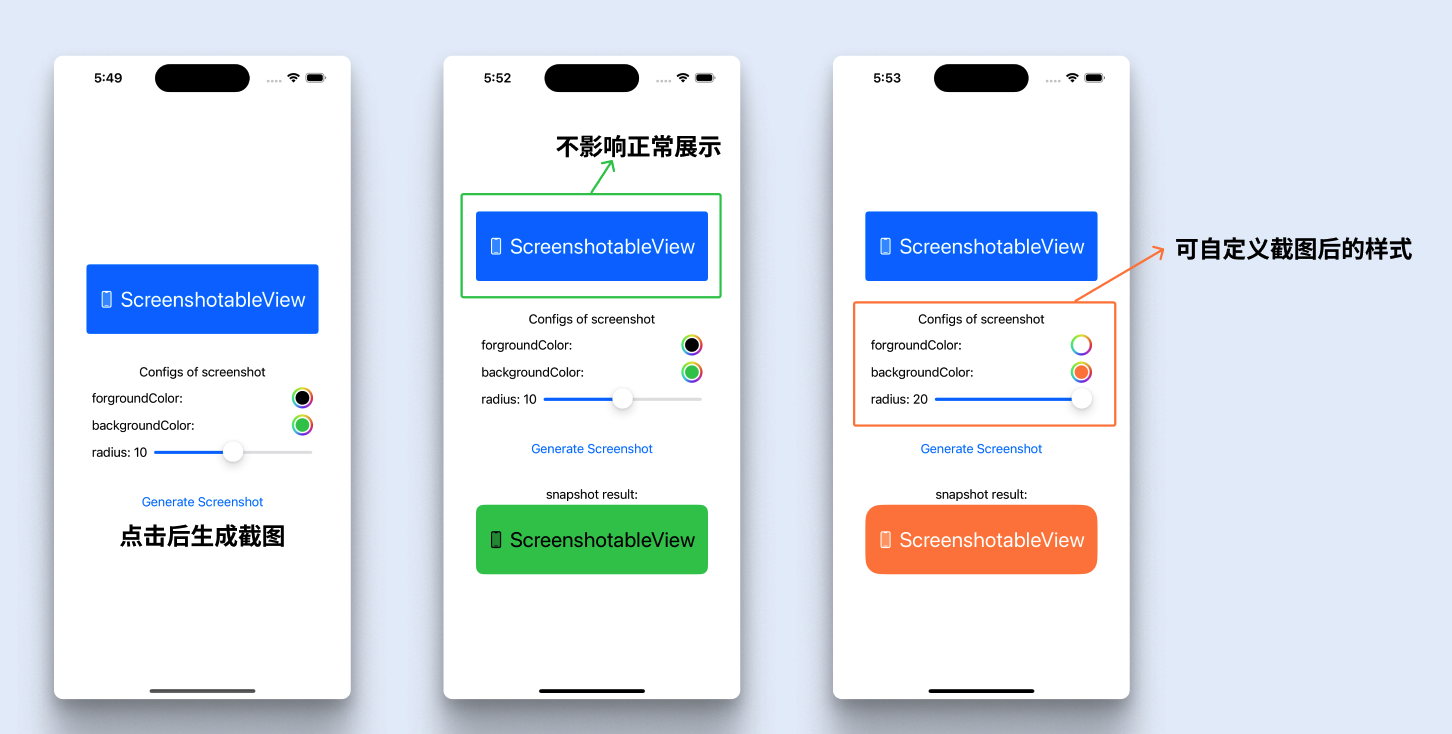 5:49
ScreenshotableView
Configs of screenshot
forgroundColor:
backgroundColor:
radius: 10
Generate Screenshot
点击后生成截图
5:52
不影响正常展示
ScreenshotableView
Configs of screenshot
forgroundColor:
backgroundColor:
radius: 10
Generate Screenshot
snapshot result:
ScreenshotableView
5:53
ScreenshotableView
可自定义截图后的样式
Configs of screenshot
forgroundColor:
backgroundColor:
radius: 20
Generate Screenshot
snapshot result:
ScreenshotableView